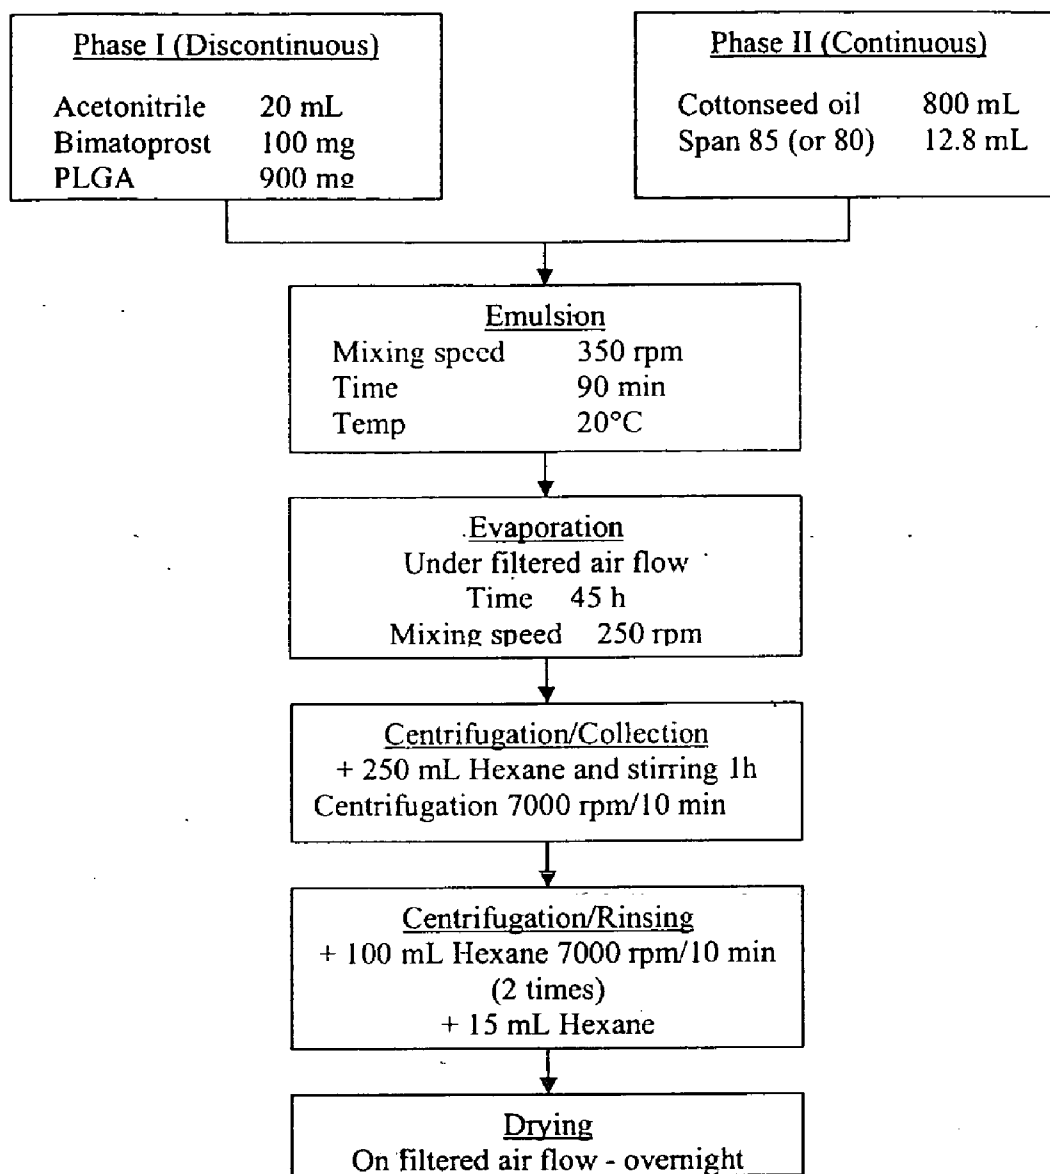 Phase I (Discontinuous)
Acetonitrile 20 mL
Bimatoprost 100 mg
PLGA 900 mg
Phase II (Continuous)
Cottonseed oil 800 mL
Span 85 (or 80) 12.8 mL
Emulsion
Mixing speed 350 rpm
Time 90 min
Temp 20°C
Evaporation
Under filtered air flow
Time 45 h
Mixing speed 250 rpm
Centrifugation/Collection
+ 250 mL Hexane and stirring 1h
Centrifugation 7000 rpm/10 min
Centrifugation/Rinsing
+ 100 mL Hexane 7000 rpm/10 min
(2 times)
+ 15 mL Hexane
Drying
On filtered air flow - overnight